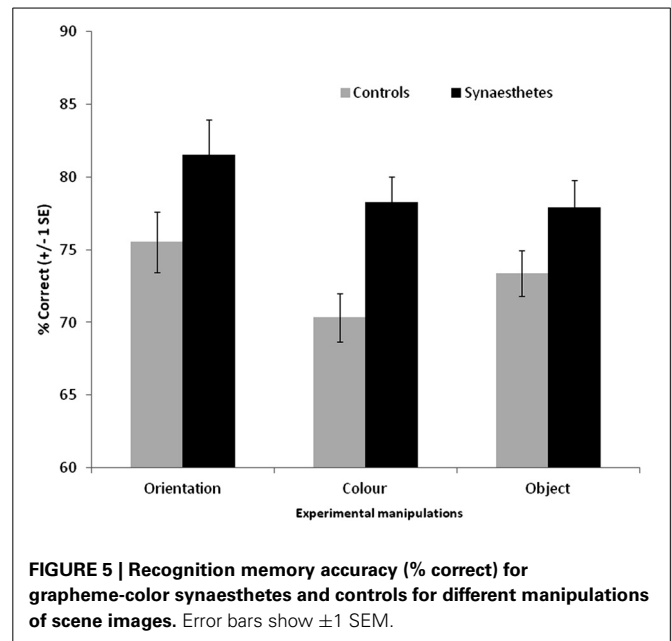 90
85
80
75
70
65
60
% Correct (+/- 1 SE)
Controls Synaesthetes
Orientation Colour Object
Experimental manipulations
FIGURE 5 | Recognition memory accuracy (% correct) for
grapheme-color synaesthetes and controls for different manipulations
of scene images. Error bars show ±1 SEM.